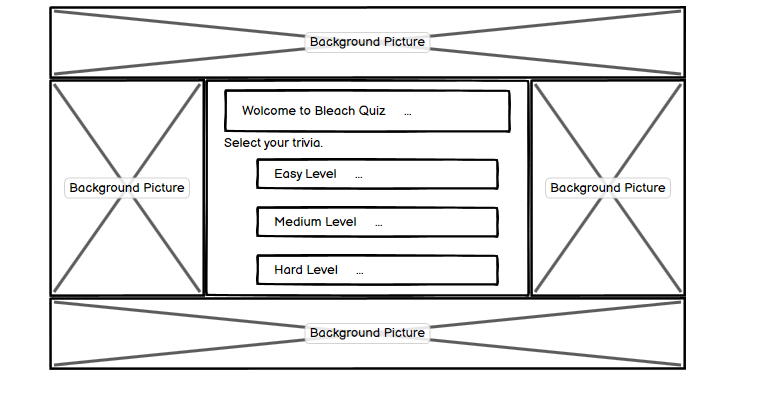 Background Picture
Wolcome to Bleach Quiz ...
Select your trivia.
Background Picture
Easy Level ...
Medium Level ...
Hard Level ...
Background Picture
Background Picture